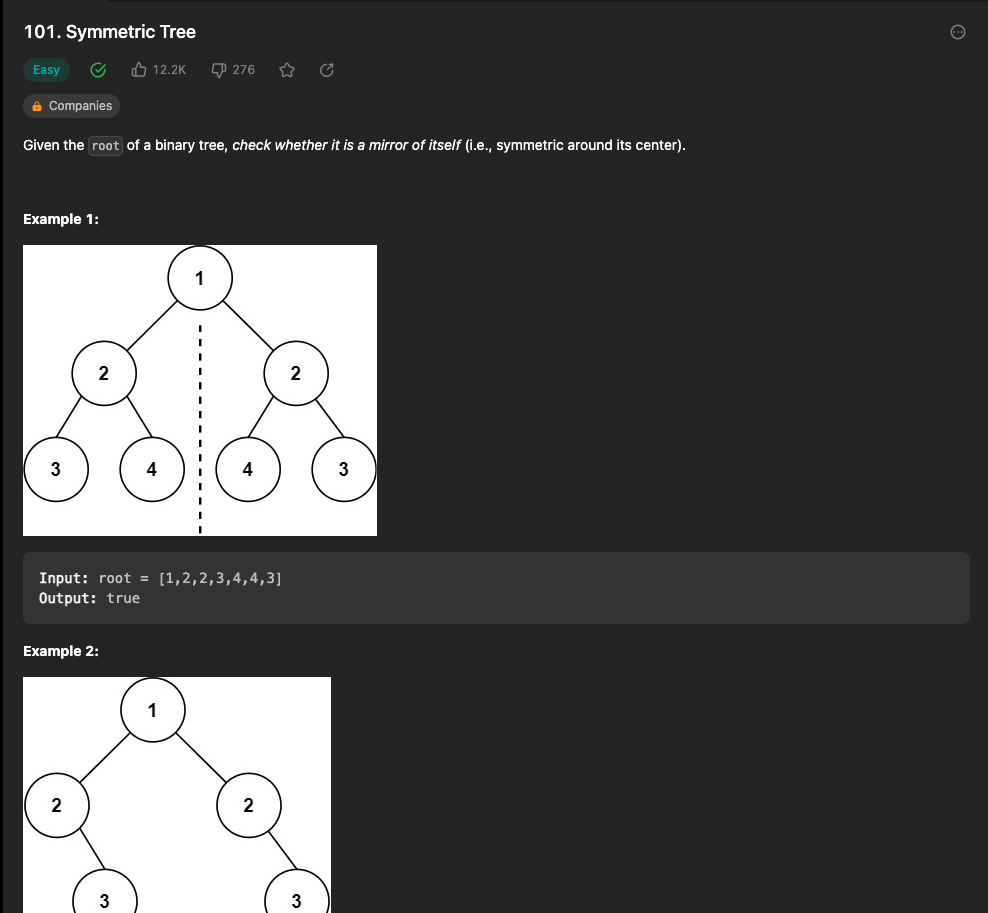 101. Symmetric Tree
Easy 12.2K 276
Companies
Given the root of a binary tree, check whether it is a mirror of itself (i.e., symmetric around its center).
Example 1:
1
2 2
3 4 4 3
Input: root = [1,2,2,3,4,4,3]
Output: true
Example 2:
1
2 2
3 3